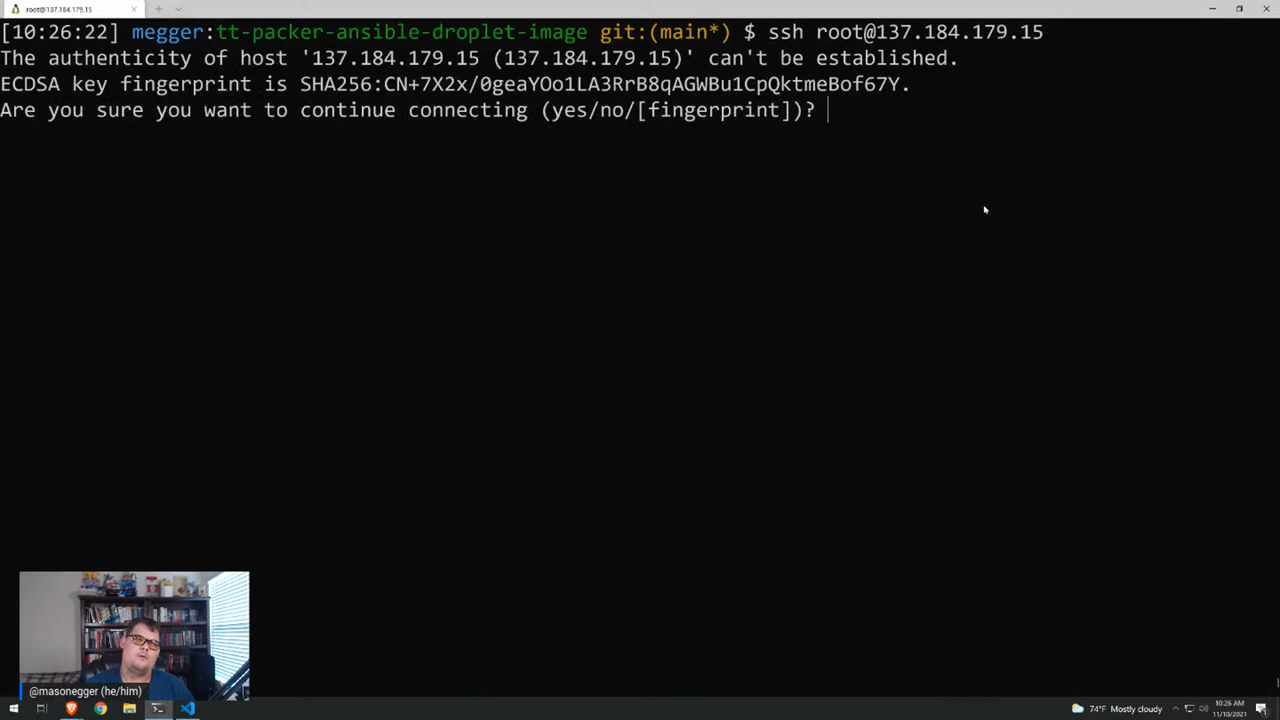 root@137.184.179.15
[10:26:22] megger:tt-packer-ansible-droplet-image git:(main*) $ ssh root@137.184.179.15
The authenticity of host '137.184.179.15 (137.184.179.15)' can't be established.
ECDSA key fingerprint is SHA256:CN+7X2x/0geaYOo1LA3RrB8qAGWBu1CpQktmeBof67Y.
Are you sure you want to continue connecting (yes/no/[fingerprint])?
@masonegger (he/him)
74°F Mostly cloudy
10:26 AM
11/10/2021